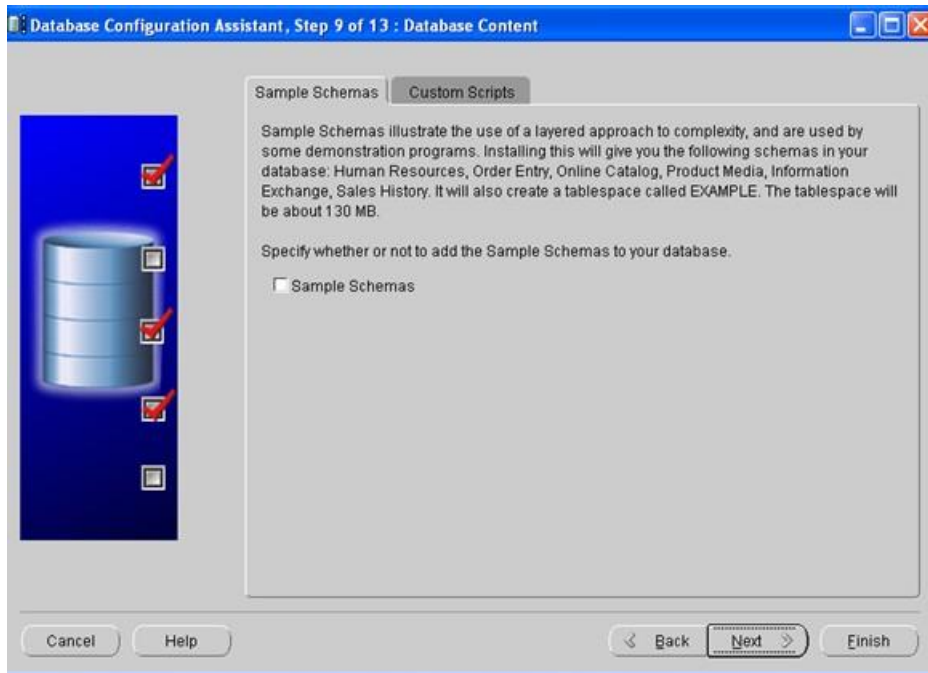 Database Configuration Assistant, Step 9 of 13 : Database Content
Sample Schemas
Custom Scripts
Sample Schemas illustrate the use of a layered approach to complexity, and are used by
some demonstration programs. Installing this will give you the following schemas in your
database: Human Resources, Order Entry, Online Catalog, Product Media, Information
Exchange, Sales History. It will also create a tablespace called EXAMPLE. The tablespace will
be about 130 MB.
Specify whether or not to add the Sample Schemas to your database.
Sample Schemas
Cancel
Help
Back
Next
Finish